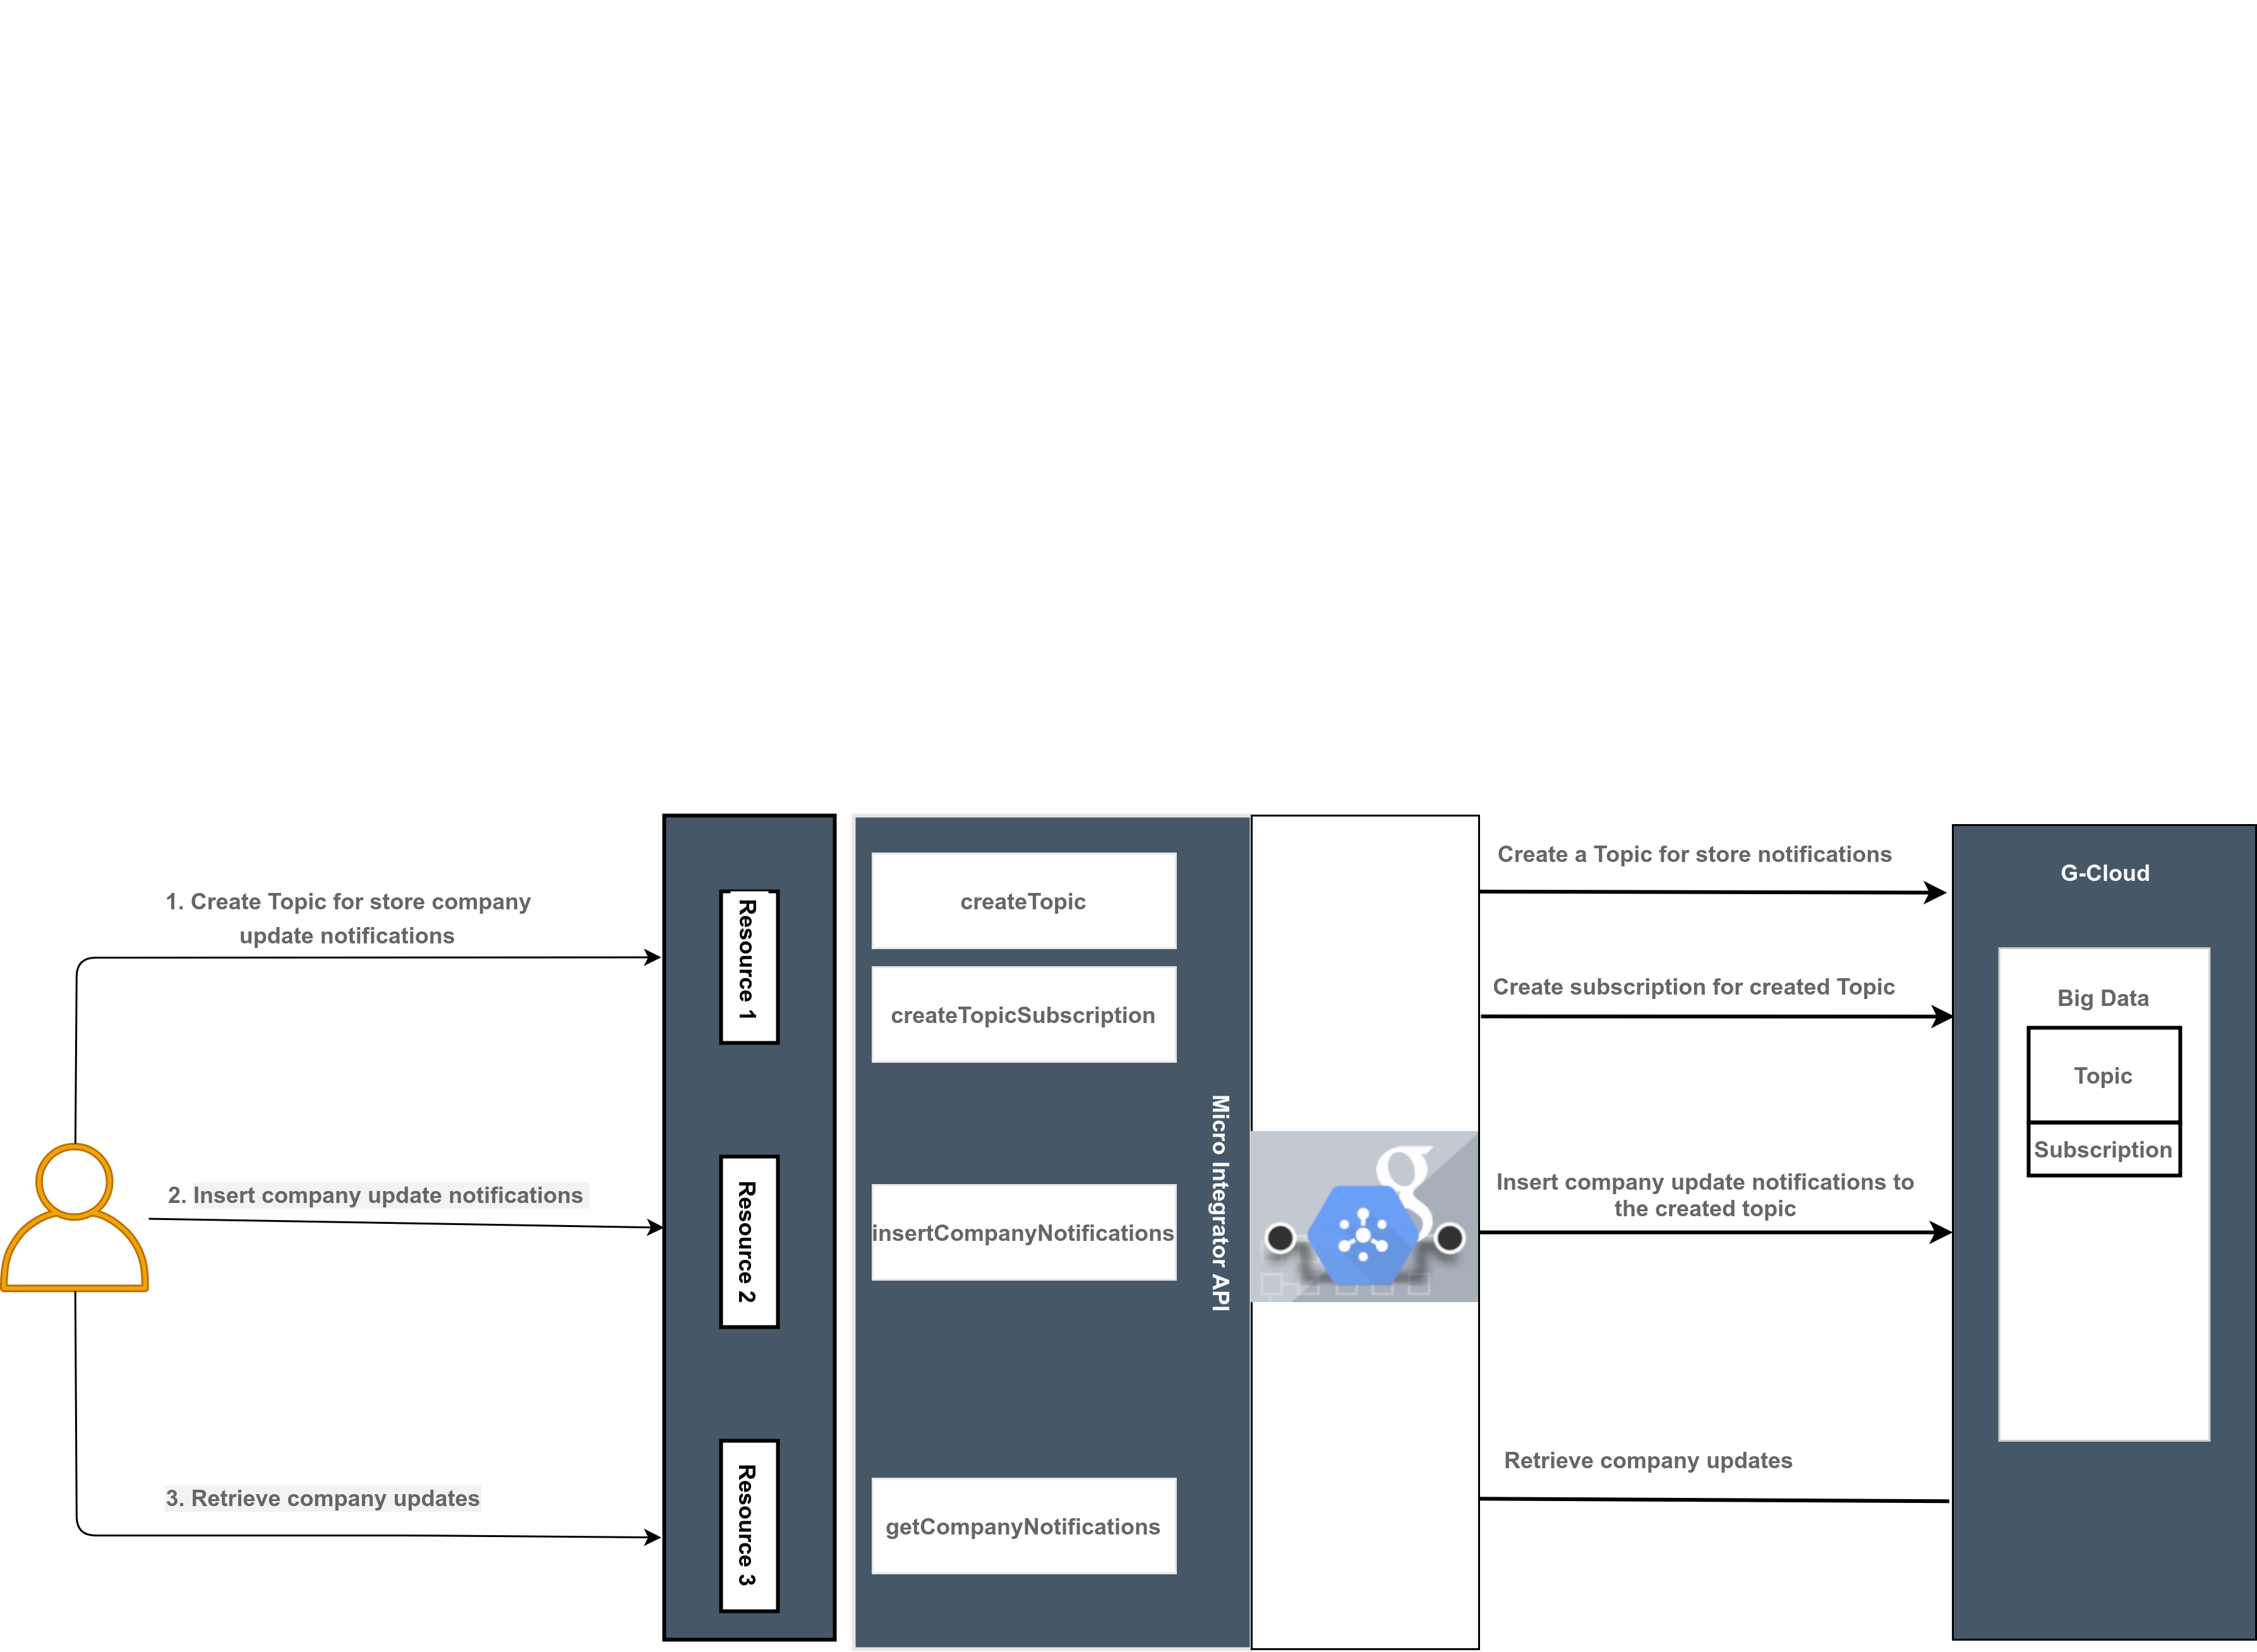 1. Create Topic for store company
update notifications
2. Insert company update notifications
3. Retrieve company updates
Resource 1
Resource 2
Resource 3
createTopic
createTopicSubscription
insertCompanyNotifications
getCompanyNotifications
Micro Integrator API
Create a Topic for store notifications
Create subscription for created Topic
Insert company update notifications to
the created topic
Retrieve company updates
G-Cloud
Big Data
Topic
Subscription